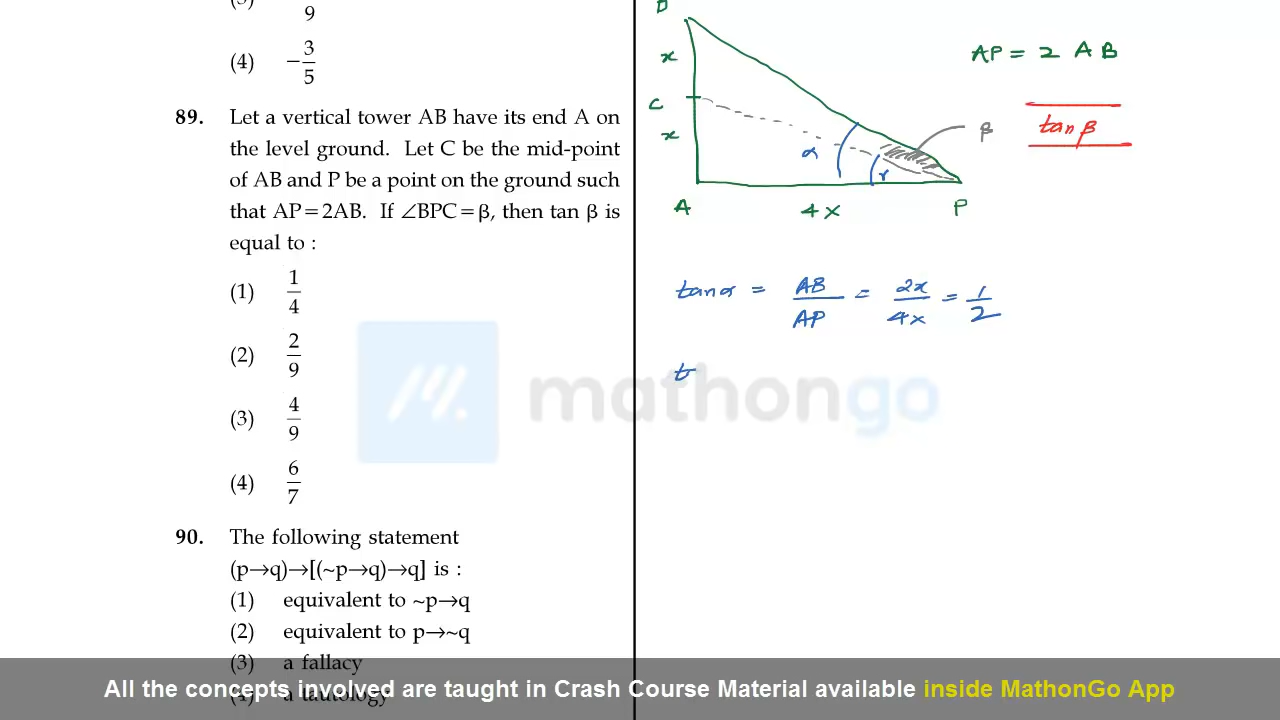 9
(4) −3/5
89. Let a vertical tower AB have its end A on
the level ground. Let C be the mid-point
of AB and P be a point on the ground such
that AP=2AB. If ∠BPC=β, then tan β is
equal to :
(1) 1/4
(2) 2/9
(3) 4/9
(4) 6/7
90. The following statement
(p→q)→[(~p→q)→q] is :
(1) equivalent to ~p→q
(2) equivalent to p→~q
(3) a fallacy
a tautology
x
C
x
A
4x
P
α
r
β
AP = 2 AB
tan β
tan α = AB/AP = 2x/4x = 1/2
t
mathongo
All the concepts involved are taught in Crash Course Material available inside MathonGo App